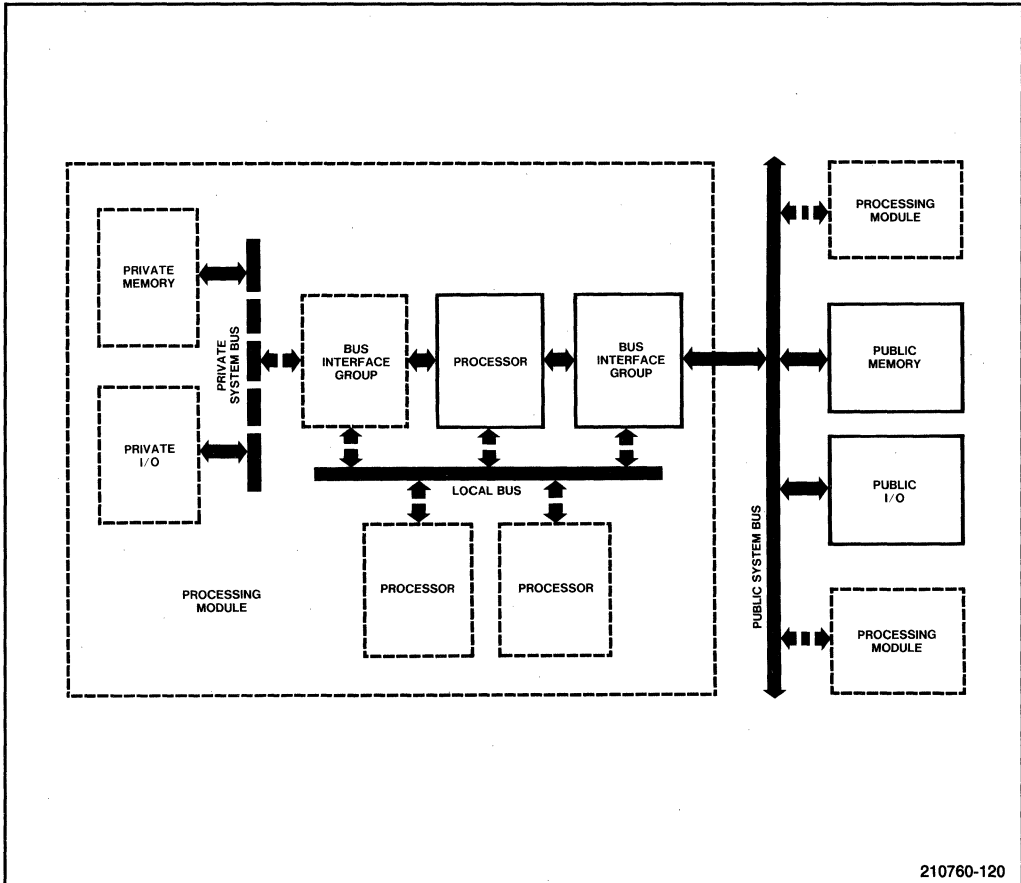 PRIVATE
MEMORY
PRIVATE
I/O
PRIVATE
SYSTEM BUS
BUS
INTERFACE
GROUP
PROCESSOR
BUS
INTERFACE
GROUP
LOCAL BUS
PROCESSOR
PROCESSOR
PROCESSING
MODULE
PUBLIC SYSTEM BUS
PROCESSING
MODULE
PUBLIC
MEMORY
PUBLIC
I/O
PROCESSING
MODULE
210760-120